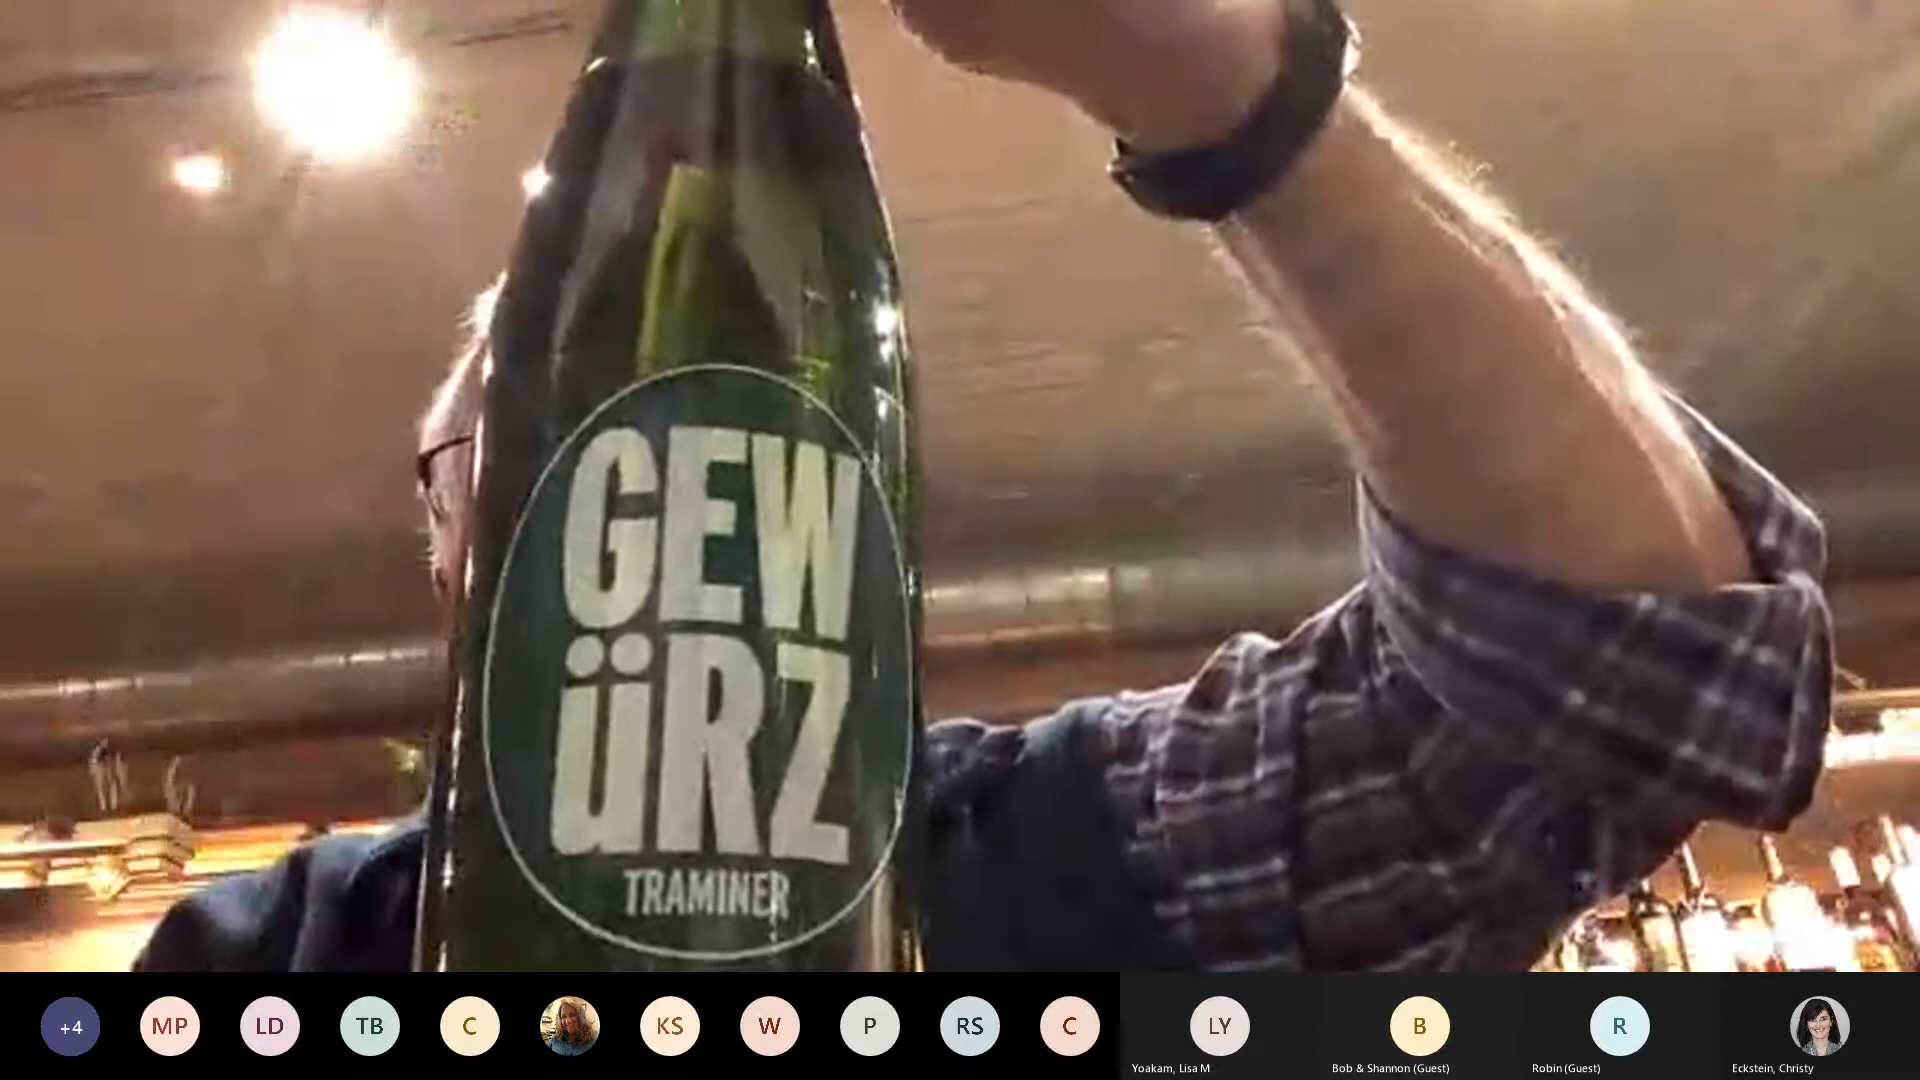 GEW
üRZ
TRAMINER
+4
MP
LD
TB
C
KS
W
P
RS
C
LY
B
R
Yoakam, Lisa M
Bob & Shannon (Guest)
Robin (Guest)
Eckstein, Christy